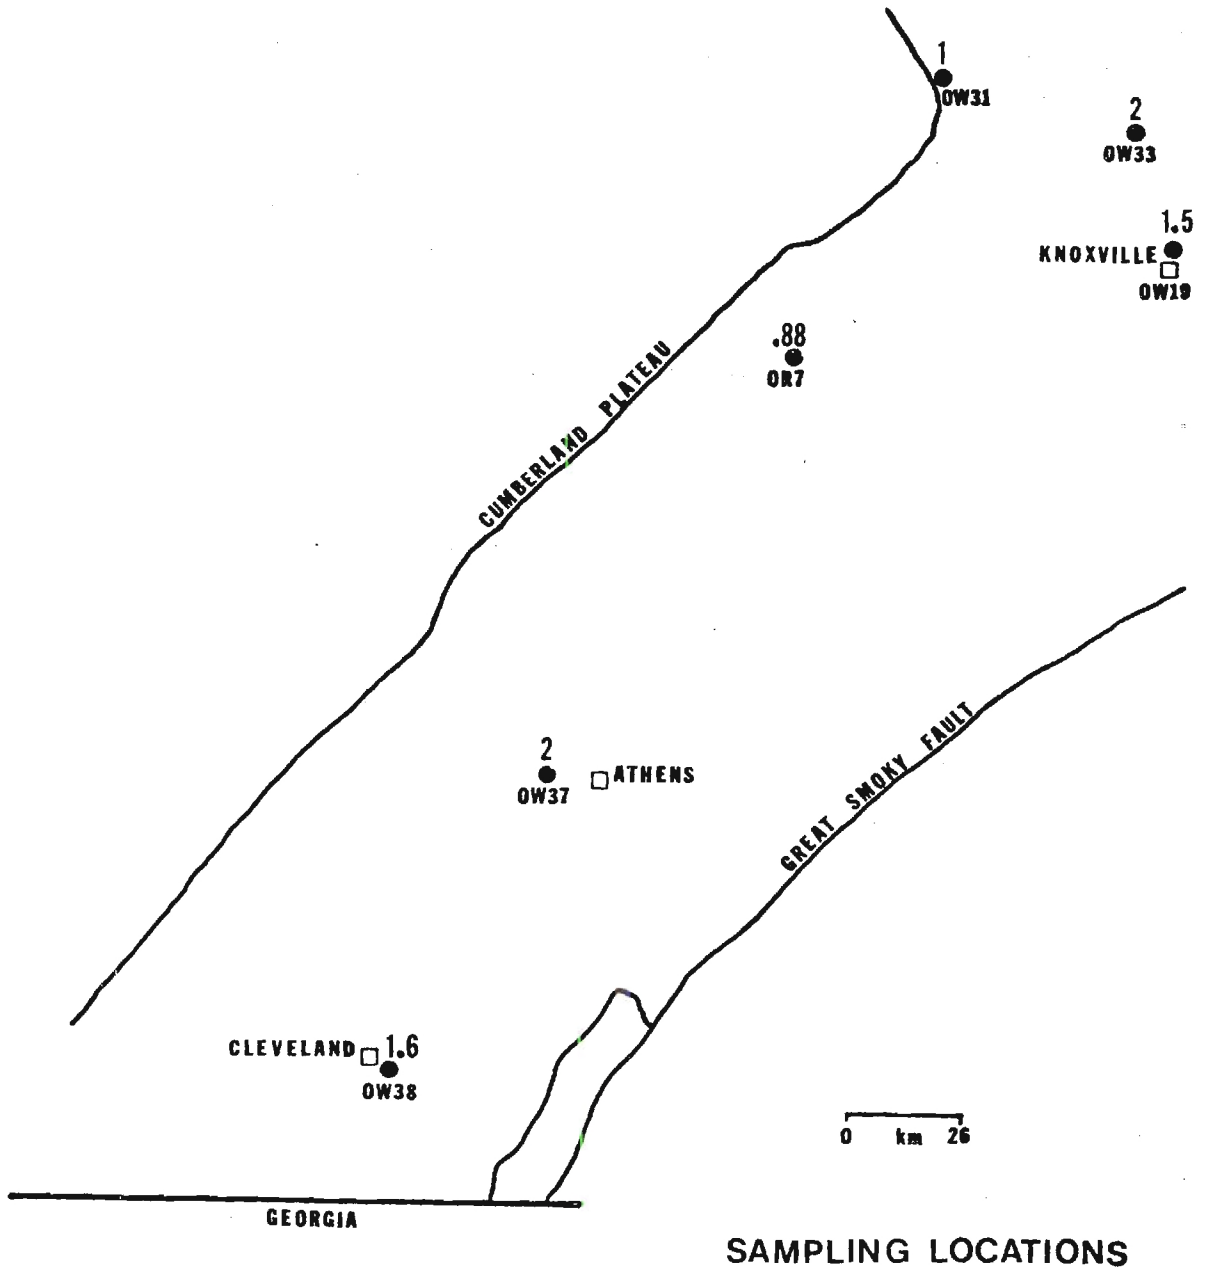 1
OW31
2
OW33
1.5
KNOXVILLE
OW19
.88
OR7
CUMBERLAND PLATEAU
GREAT SMOKY FAULT
2
OW37
ATHENS
CLEVELAND
1.6
OW38
0 km 26
GEORGIA
SAMPLING LOCATIONS